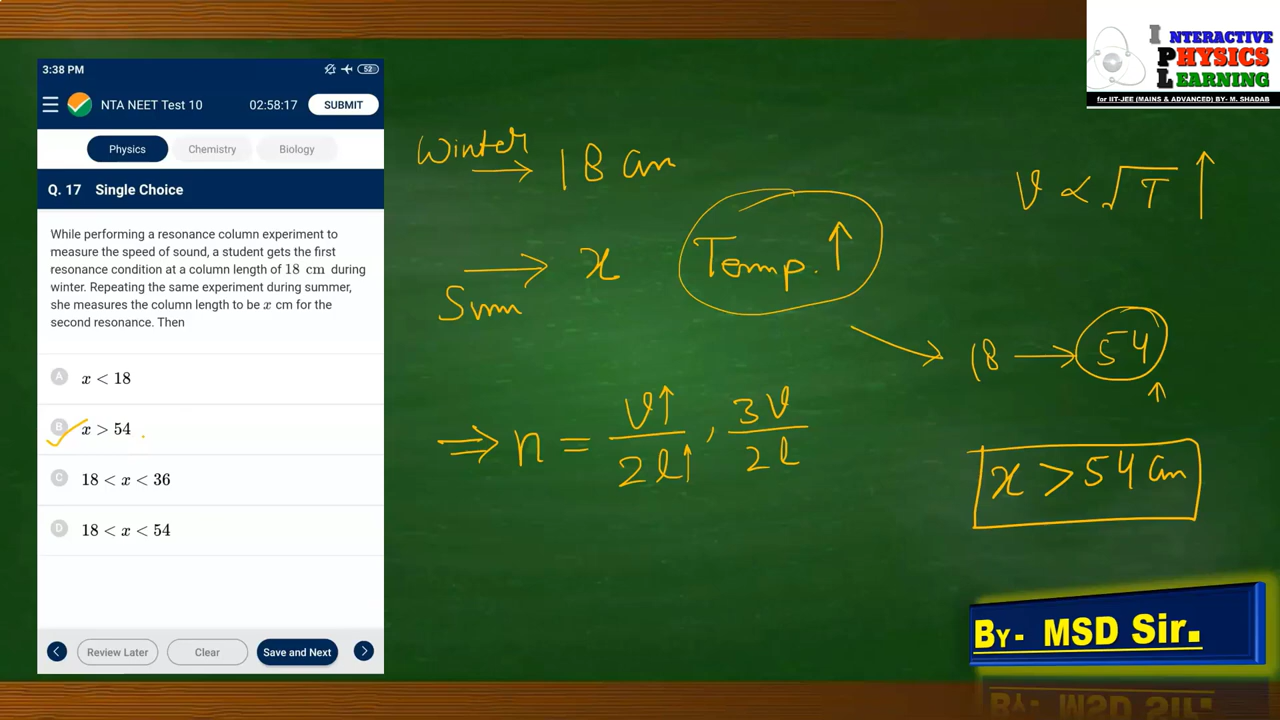 INTERACTIVE
PHYSICS
LEARNING
for IIT-JEE (MAINS & ADVANCED) BY- M. SHADAB
3:38 PM
52
NTA NEET Test 10
02:58:17
SUBMIT
Physics
Chemistry
Biology
Q. 17 Single Choice
While performing a resonance column experiment to
measure the speed of sound, a student gets the first
resonance condition at a column length of 18 cm during
winter. Repeating the same experiment during summer,
she measures the column length to be x cm for the
second resonance. Then
A x < 18
B x > 54
C 18 < x < 36
D 18 < x < 54
Review Later
Clear
Save and Next
Winter → 18 cm
Summ → x
Temp. ↑
v ∝ √T ↑
18 → 54 ↑
⇒ n = v↑/2l↑, 3v/2l
x > 54 cm
By- MSD Sir.